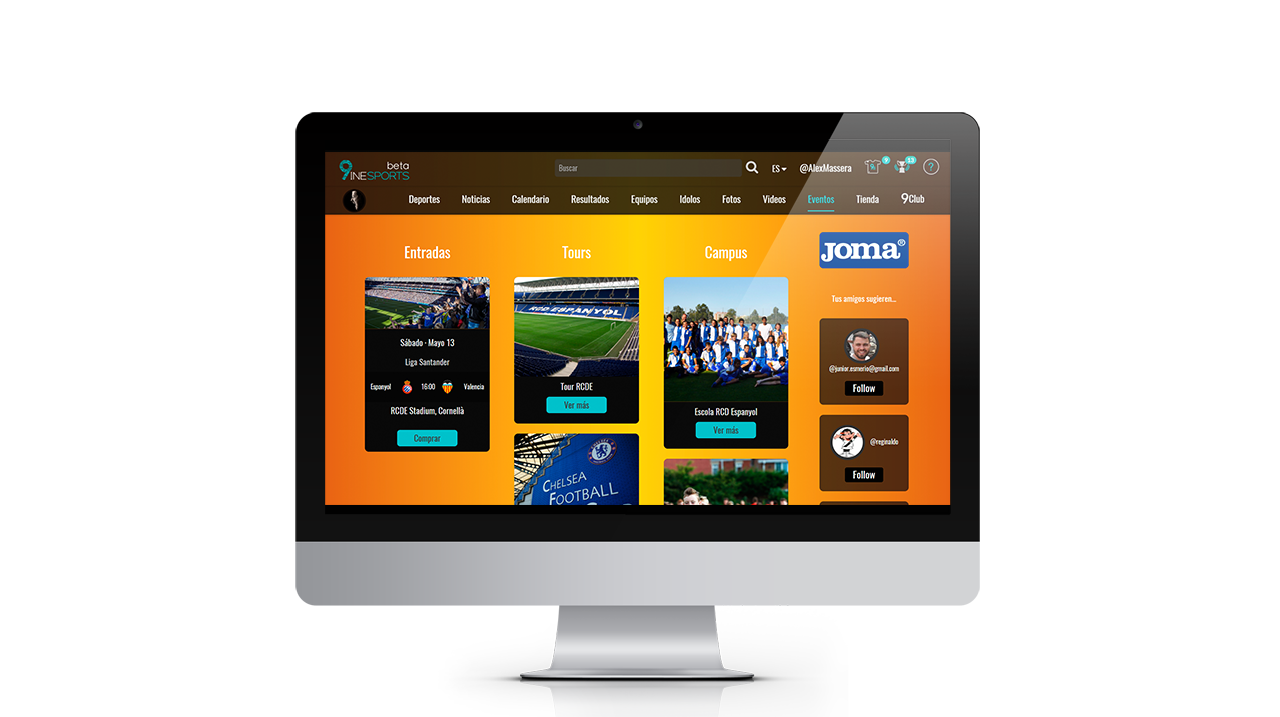 beta
9INESPORTS
Buscar
ES
@AlexMassera
9
13
?
Deportes
Noticias
Calendario
Resultados
Equipos
Idolos
Fotos
Videos
Eventos
Tienda
9Club
Entradas
Sábado - Mayo 13
Liga Santander
Espanyol
16:00
Valencia
RCDE Stadium, Cornellà
Comprar
Tours
RCD ESPANYOL
Tour RCDE
Ver más
CHELSEA
FOOTBALL
Campus
Escola RCD Espanyol
Ver más
Joma®
Tus amigos sugieren...
@junior.esmerio@gmail.com
Follow
@reginaldo
Follow